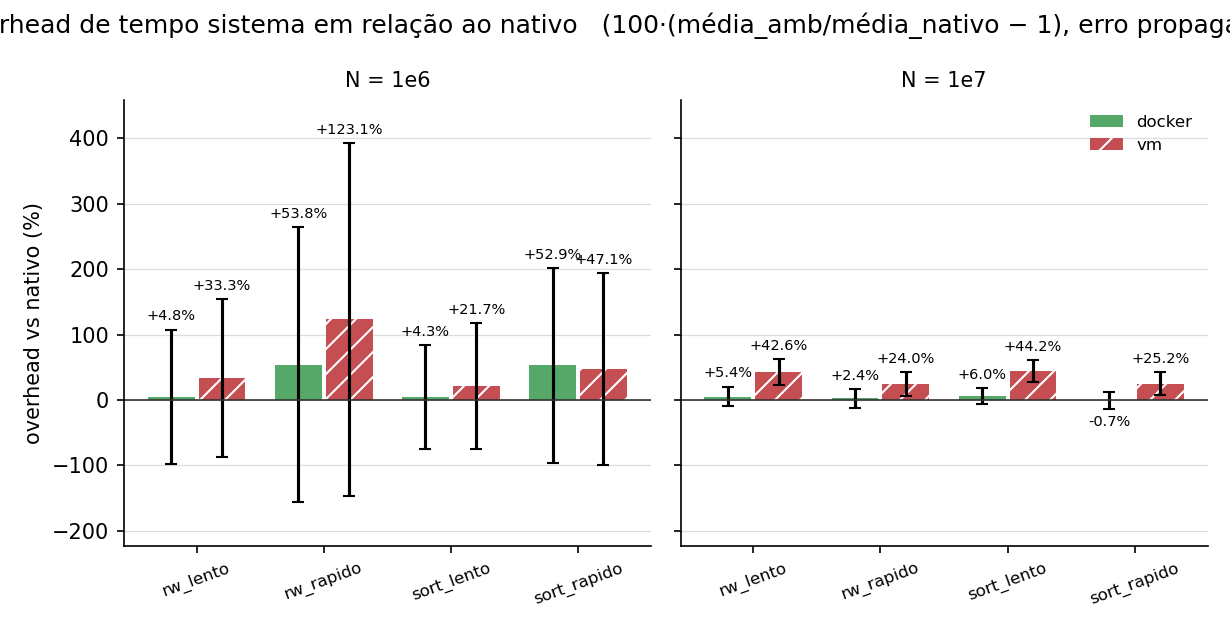 rhead de tempo sistema em relação ao nativo (100·(média_amb/média_nativo − 1), erro propaga
N = 1e6
N = 1e7
overhead vs nativo (%)
400
300
200
100
0
−100
−200
+4.8%
+33.3%
+53.8%
+123.1%
+4.3%
+21.7%
+52.9%
+47.1%
+5.4%
+42.6%
+2.4%
+24.0%
+6.0%
+44.2%
-0.7%
+25.2%
docker
vm
rw_lento
rw_rapido
sort_lento
sort_rapido
rw_lento
rw_rapido
sort_lento
sort_rapido